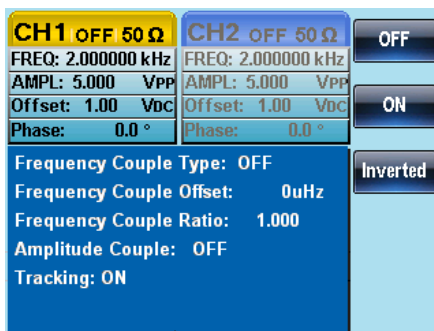 CH1 OFF 50 Ω
FREQ: 2.000000 kHz
AMPL: 5.000 VPP
Offset: 1.00 VDC
Phase: 0.0 °
CH2 OFF 50 Ω
FREQ: 2.000000 kHz
AMPL: 5.000 VPP
Offset: 1.00 VDC
Phase: 0.0 °
Frequency Couple Type: OFF
Frequency Couple Offset: 0uHz
Frequency Couple Ratio: 1.000
Amplitude Couple: OFF
Tracking: ON
OFF
ON
Inverted